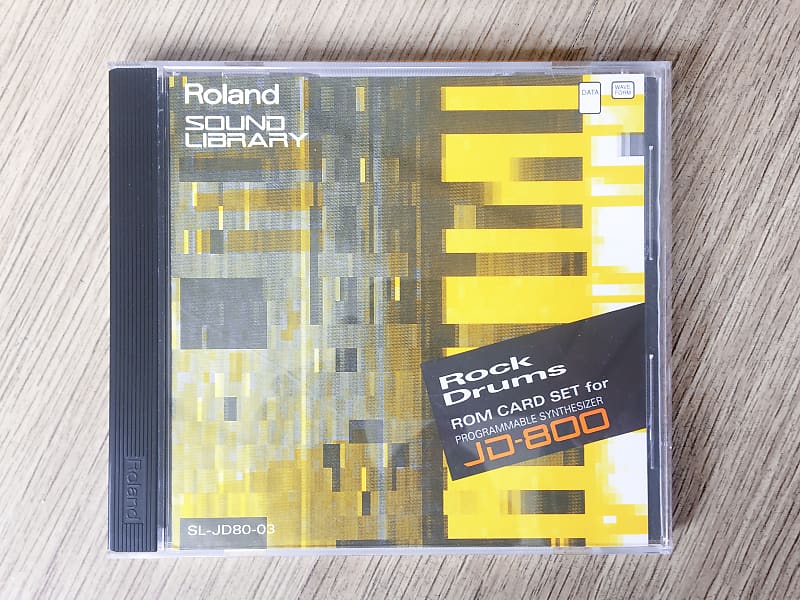 Roland
SOUND
LIBRARY
DATA
WAVE
FORM
Rock
Drums
ROM CARD SET for
PROGRAMMABLE SYNTHESIZER
JD-800
SL-JD80-03
Roland